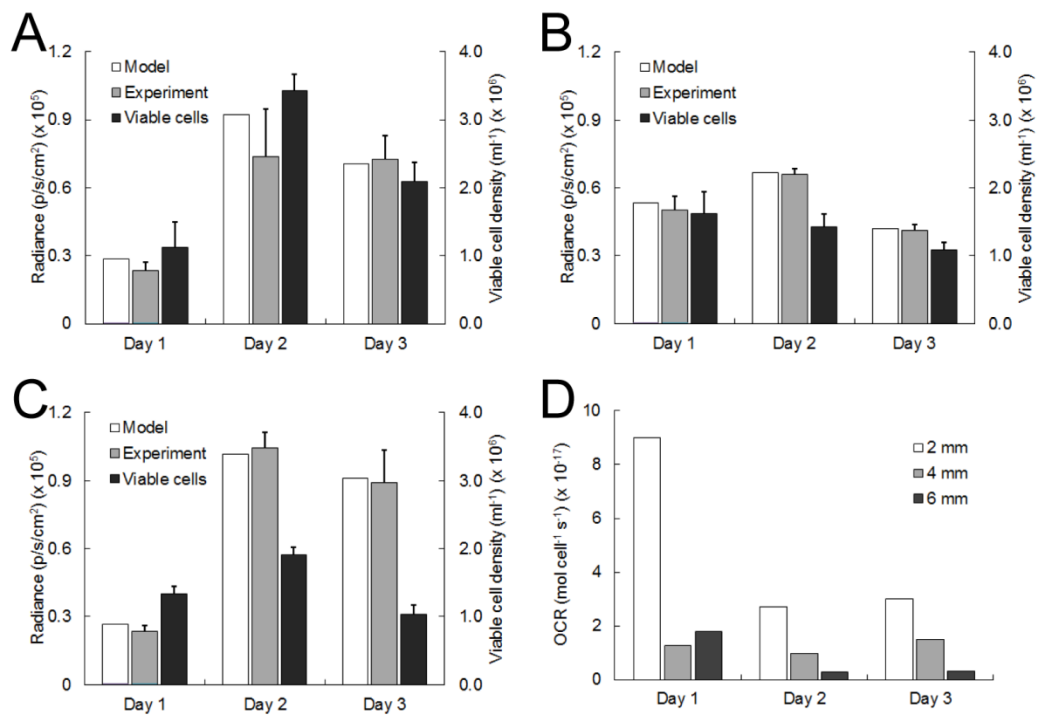 A
Radiance (p/s/cm²) (x 10⁵)
1.2
0.9
0.6
0.3
0
Model
Experiment
Viable cells
4.0
3.0
2.0
1.0
0.0
Viable cell density (ml⁻¹) (x 10⁶)
Day 1
Day 2
Day 3
B
Radiance (p/s/cm²) (x 10⁵)
1.2
0.9
0.6
0.3
0
Model
Experiment
Viable cells
4.0
3.0
2.0
1.0
0.0
Viable cell density (ml⁻¹) (x 10⁶)
Day 1
Day 2
Day 3
C
Radiance (p/s/cm²) (x 10⁵)
1.2
0.9
0.6
0.3
0
Model
Experiment
Viable cells
4.0
3.0
2.0
1.0
0.0
Viable cell density (ml⁻¹) (x 10⁶)
Day 1
Day 2
Day 3
D
OCR (mol cell⁻¹ s⁻¹) (x 10⁻¹⁷)
10
8
6
4
2
0
2 mm
4 mm
6 mm
Day 1
Day 2
Day 3